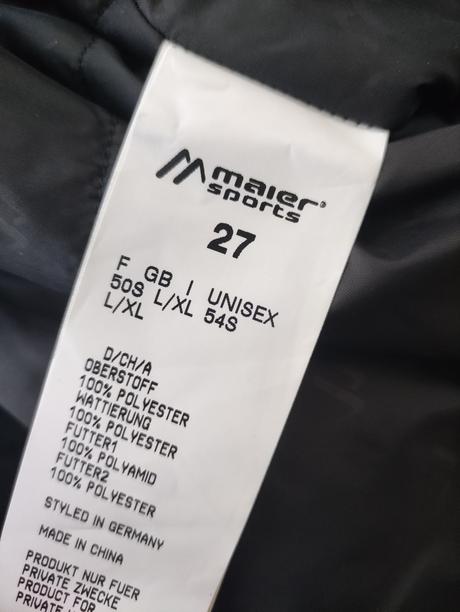 maier®
sports
27
F GB I UNISEX
50S L/XL 54S
L/XL
D/CH/A
OBERSTOFF
100% POLYESTER
WATTIERUNG
100% POLYESTER
FUTTER1
100% POLYAMID
FUTTER2
100% POLYESTER
STYLED IN GERMANY
MADE IN CHINA
PRODUKT NUR FUER
PRIVATE ZWECKE
PRODUCT FOR
PRIVATE